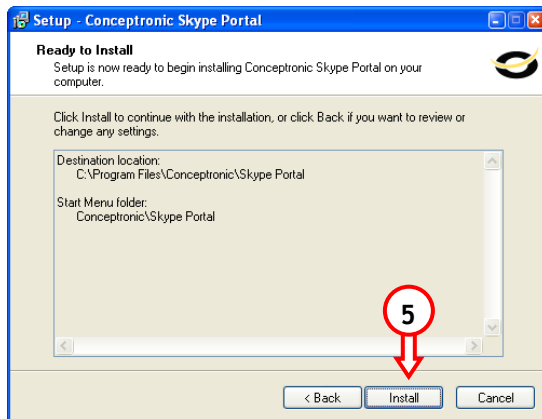 Setup - Conceptronic Skype Portal
Ready to Install
Setup is now ready to begin installing Conceptronic Skype Portal on your
computer.
Click Install to continue with the installation, or click Back if you want to review or
change any settings.
Destination location:
C:\Program Files\Conceptronic\Skype Portal
Start Menu folder:
Conceptronic\Skype Portal
5
< Back Install Cancel